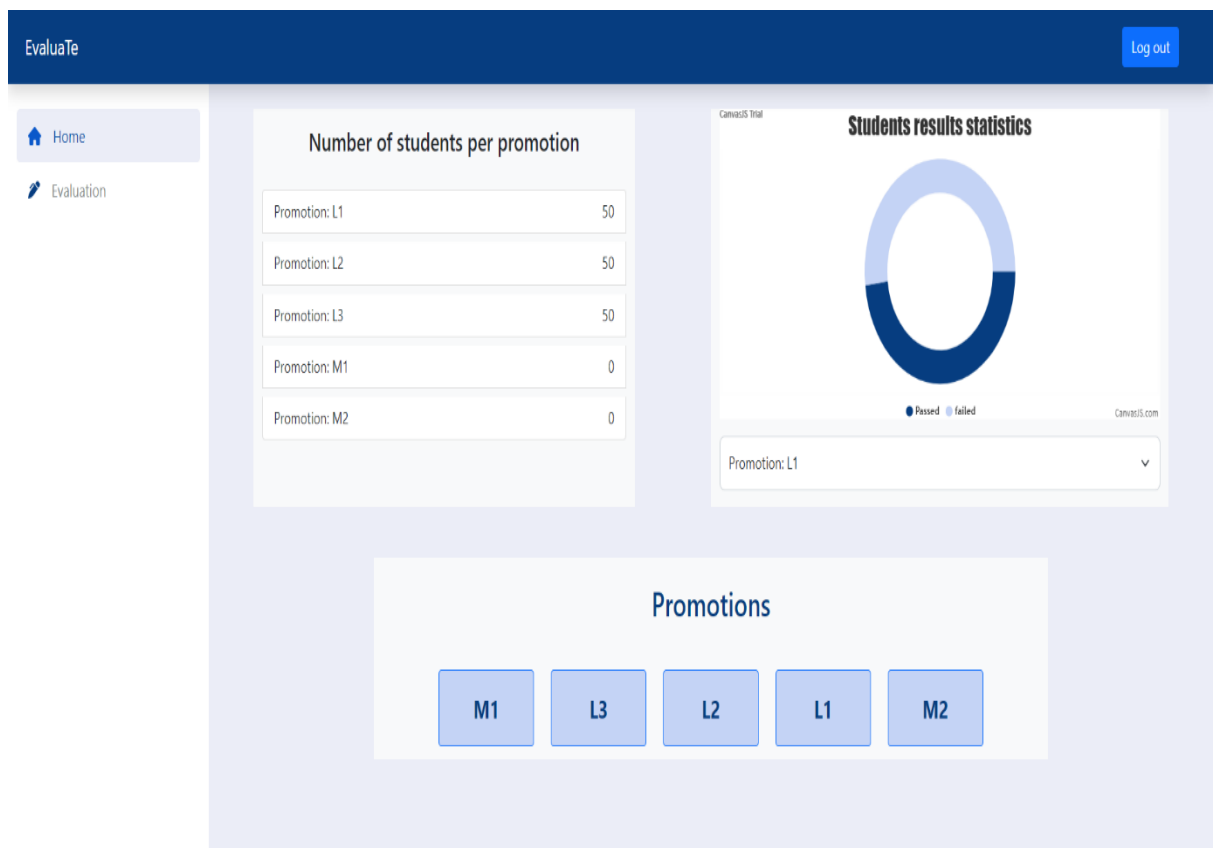 EvaluaTe
Log out
Home
Evaluation
Number of students per promotion
Promotion: L1 50
Promotion: L2 50
Promotion: L3 50
Promotion: M1 0
Promotion: M2 0
CanvasJS Trial
Students results statistics
Passed failed
CanvasJS.com
Promotion: L1
Promotions
M1 L3 L2 L1 M2